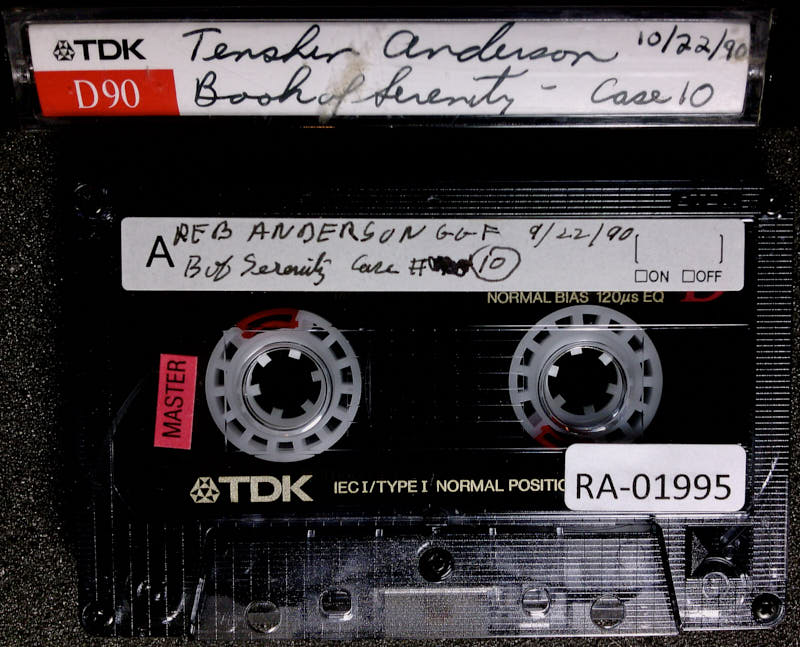 TDK Tenshin Anderson 10/22/90
D90 Book of Serenity - Case 10
A REB ANDERSON GGF 9/22/90 [ ]
B of Serenity Case # 10
□ON □OFF
NORMAL BIAS 120µs EQ D
MASTER
TDK IEC I/TYPE I NORMAL POSITIO
RA-01995